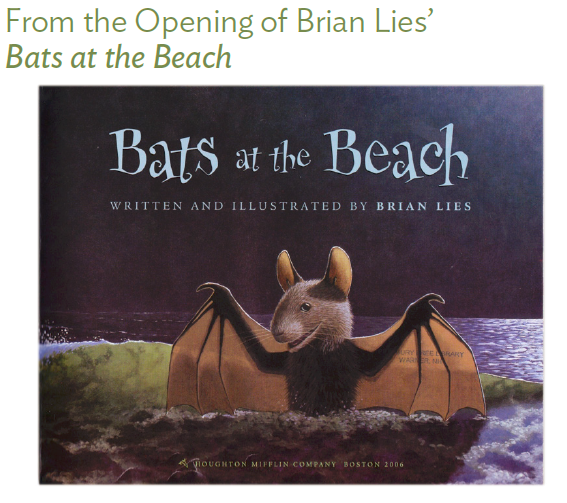 From the Opening of Brian Lies’
Bats at the Beach
Bats at the Beach
WRITTEN AND ILLUSTRATED BY BRIAN LIES
LIBRARY
HOUGHTON MIFFLIN COMPANY BOSTON 2006